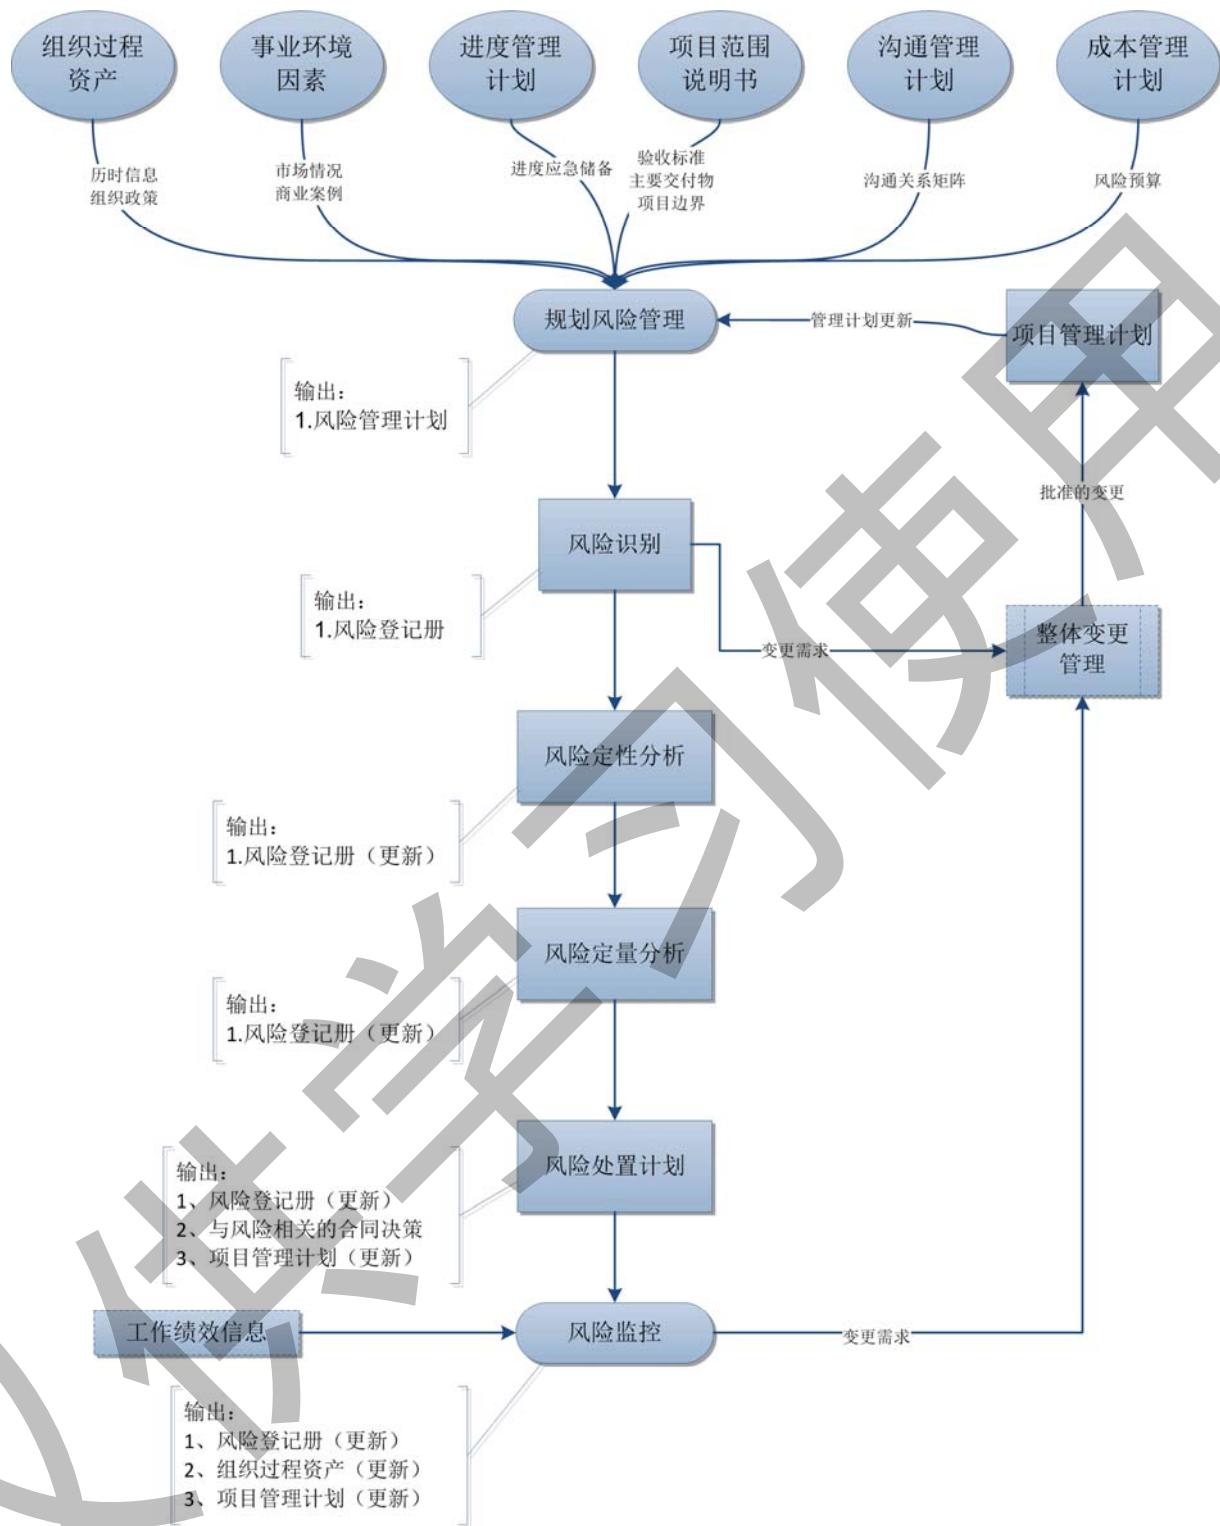 组织过程
资产
事业环境
因素
进度管理
计划
项目范围
说明书
沟通管理
计划
成本管理
计划
历时信息
组织政策
市场情况
商业案例
进度应急储备
验收标准
主要交付物
项目边界
沟通关系矩阵
风险预算
规划风险管理
管理计划更新
项目管理计划
输出：
1.风险管理计划
批准的变更
风险识别
输出：
1.风险登记册
变更需求
整体变更
管理
风险定性分析
输出：
1.风险登记册（更新）
风险定量分析
输出：
1.风险登记册（更新）
风险处置计划
输出：
1、风险登记册（更新）
2、与风险相关的合同决策
3、项目管理计划（更新）
工作绩效信息
风险监控
变更需求
输出：
1、风险登记册（更新）
2、组织过程资产（更新）
3、项目管理计划（更新）
仅供学习使用